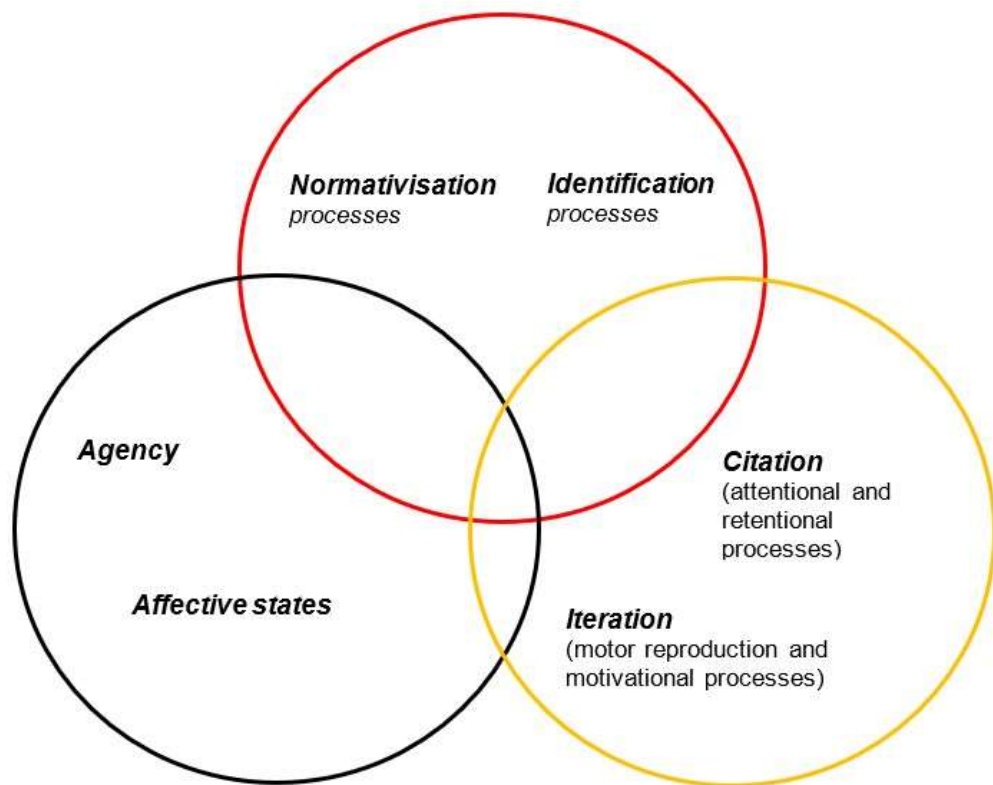 Normativisation
processes
Identification
processes
Agency
Affective states
Citation
(attentional and
retentional
processes)
Iteration
(motor reproduction and
motivational processes)